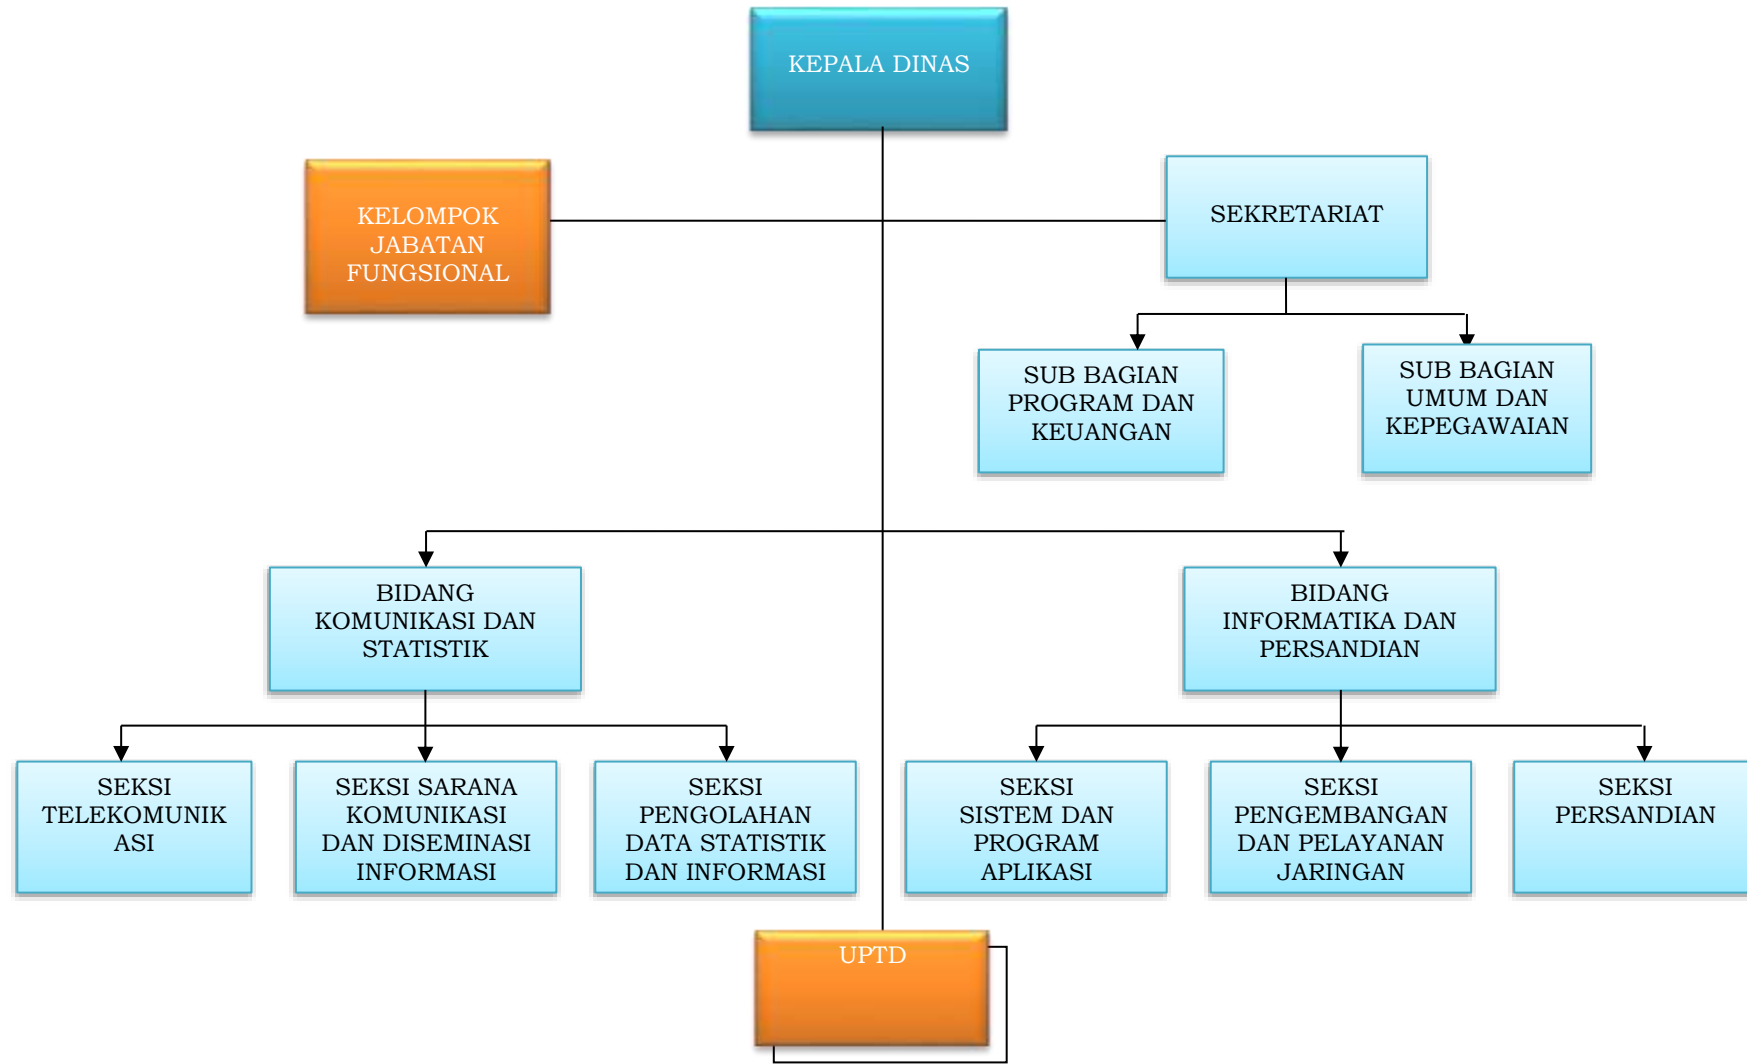 KEPALA DINAS
KELOMPOK
JABATAN
FUNGSIONAL
SEKRETARIAT
SUB BAGIAN
PROGRAM DAN
KEUANGAN
SUB BAGIAN
UMUM DAN
KEPEGAWAIAN
BIDANG
KOMUNIKASI DAN
STATISTIK
BIDANG
INFORMATIKA DAN
PERSANDIAN
SEKSI
TELEKOMUNIK
ASI
SEKSI SARANA
KOMUNIKASI
DAN DISEMINASI
INFORMASI
SEKSI
PENGOLAHAN
DATA STATISTIK
DAN INFORMASI
SEKSI
SISTEM DAN
PROGRAM
APLIKASI
SEKSI
PENGEMBANGAN
DAN PELAYANAN
JARINGAN
SEKSI
PERSANDIAN
UPTD